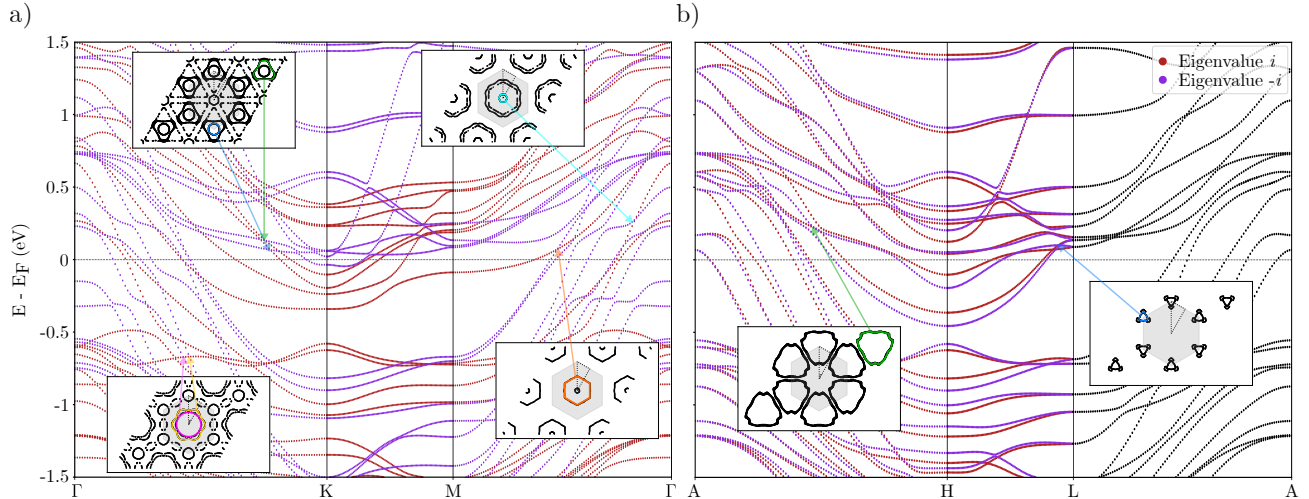 a)
b)
E - E_F (eV)
1.5
1
0.5
0
-0.5
-1
-1.5
Γ
K
M
Γ
Eigenvalue i
Eigenvalue -i
A
H
L
A